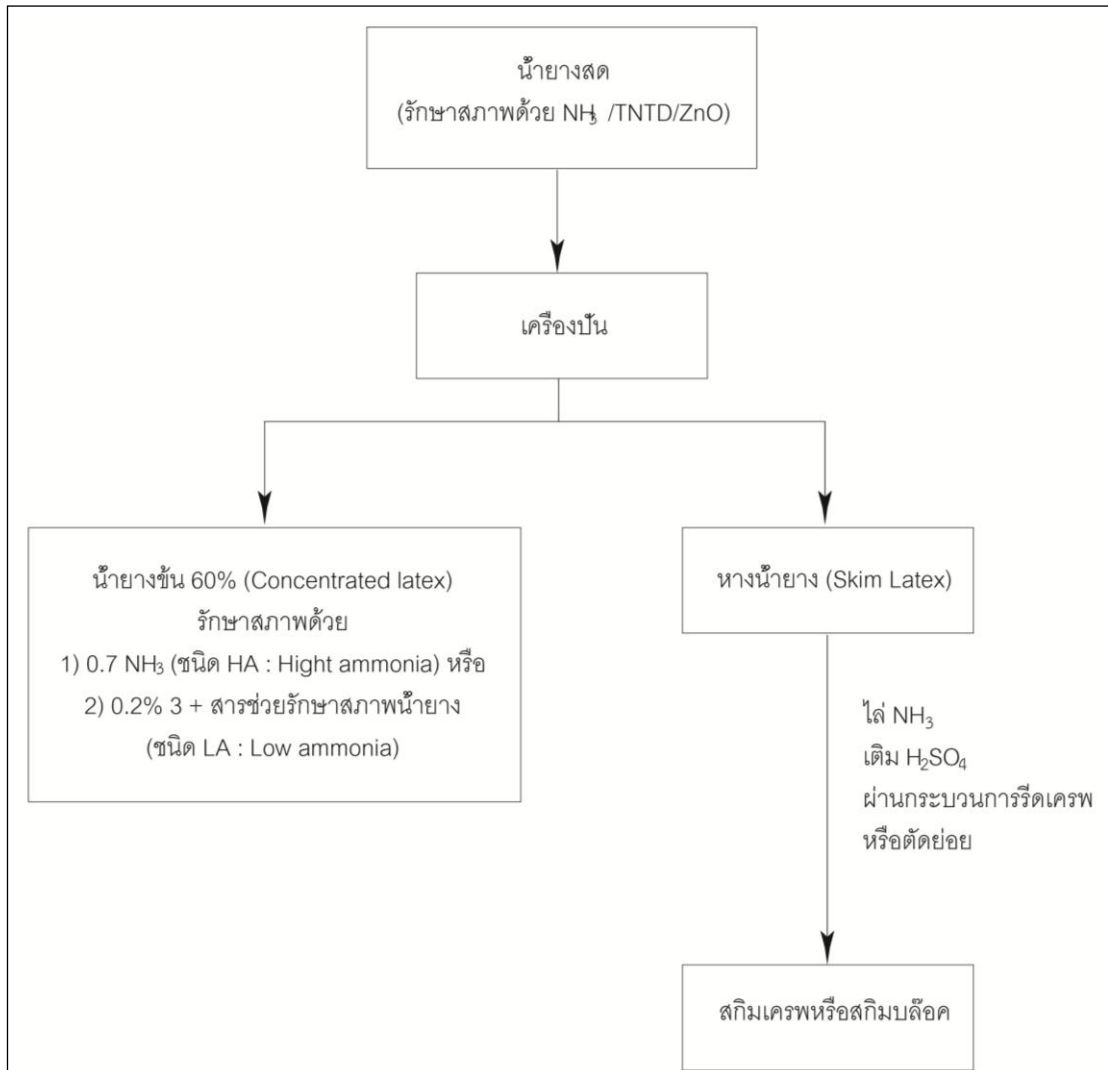 น้ำยางสด
(รักษาสภาพด้วย NH3 /TNTD/ZnO)
เครื่องปั่น
น้ำยางข้น 60% (Concentrated latex)
รักษาสภาพด้วย
1) 0.7 NH₃ (ชนิด HA : Hight ammonia) หรือ
2) 0.2% 3 + สารช่วยรักษาสภาพน้ำยาง
(ชนิด LA : Low ammonia)
หางน้ำยาง (Skim Latex)
ไล่ NH₃
เติม H₂SO₄
ผ่านกระบวนการรีดเครพ
หรือตัดย่อย
สกิมเครพหรือสกิมบล๊อค